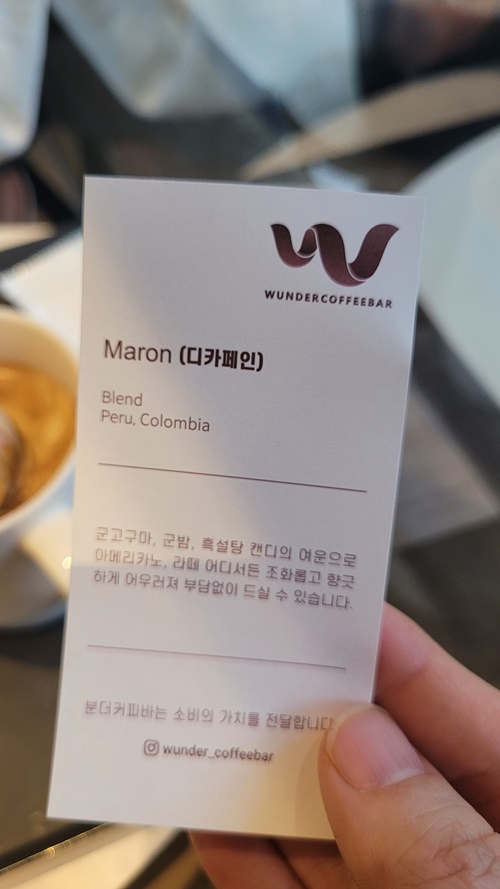 W
WUNDERCOFFEEBAR
Maron (디카페인)
Blend
Peru, Colombia
군고구마, 군밤, 흑설탕 캔디의 여운으로
아메리카노, 라떼 어디서든 조화롭고 향긋
하게 어우러져 부담없이 드실 수 있습니다.
분더커피바는 소비의 가치를 전달합니다.
wunder_coffeebar